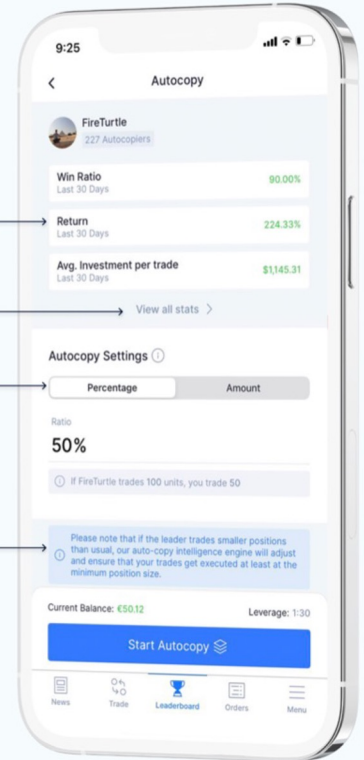 9:25
Autocopy
FireTurtle
227 Autocopiers
Win Ratio
Last 30 Days
90.00%
Return
Last 30 Days
224.33%
Avg. Investment per trade
Last 30 Days
$1,145.31
View all stats
Autocopy Settings
Percentage
Amount
Ratio
50%
If FireTurtle trades 100 units, you trade 50
Please note that if the leader trades smaller positions
than usual, our auto-copy intelligence engine will adjust
and ensure that your trades get executed at least at the
minimum position size.
Current Balance: €50.12
Leverage: 1:30
Start Autocopy
News
Trade
Leaderboard
Orders
Menu